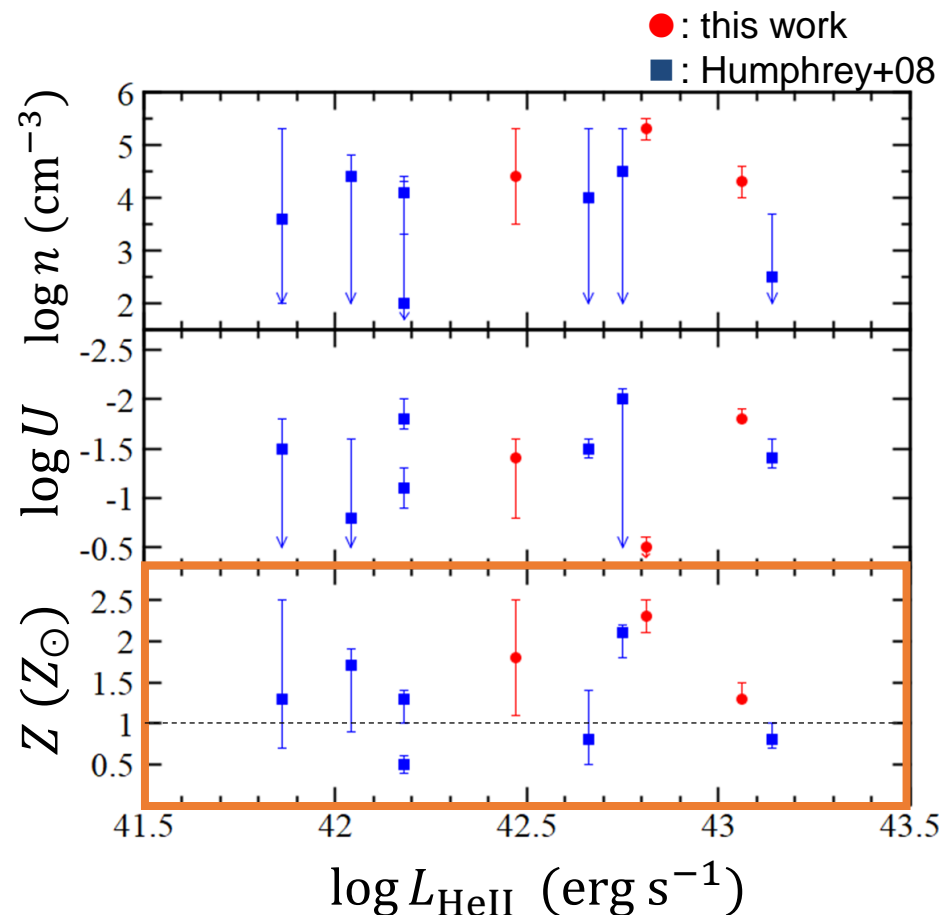 ● : this work
■ : Humphrey+08
log n (cm⁻³)
6
5
4
3
2
log U
-2.5
-2
-1.5
-1
-0.5
Z (Z⊙)
2.5
2
1.5
1
0.5
41.5 42 42.5 43 43.5
log L_HeII (erg s⁻¹)